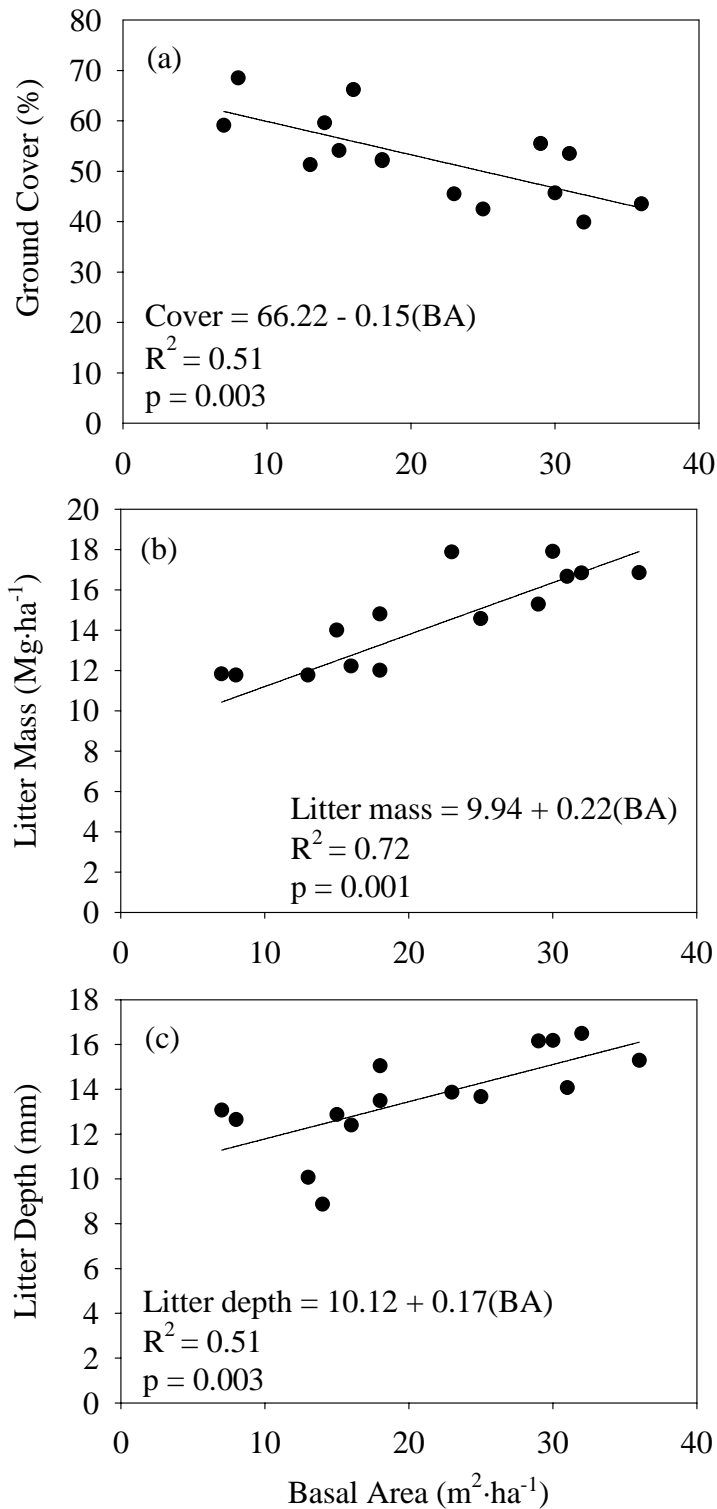 80
70
60
50
40
30
20
10
0
Ground Cover (%)
(a)
Cover = 66.22 - 0.15(BA)
R² = 0.51
p = 0.003
0 10 20 30 40
20
18
16
14
12
10
8
6
4
2
0
Litter Mass (Mg·ha⁻¹)
(b)
Litter mass = 9.94 + 0.22(BA)
R² = 0.72
p = 0.001
0 10 20 30 40
18
16
14
12
10
8
6
4
2
0
Litter Depth (mm)
(c)
Litter depth = 10.12 + 0.17(BA)
R² = 0.51
p = 0.003
0 10 20 30 40
Basal Area (m²·ha⁻¹)